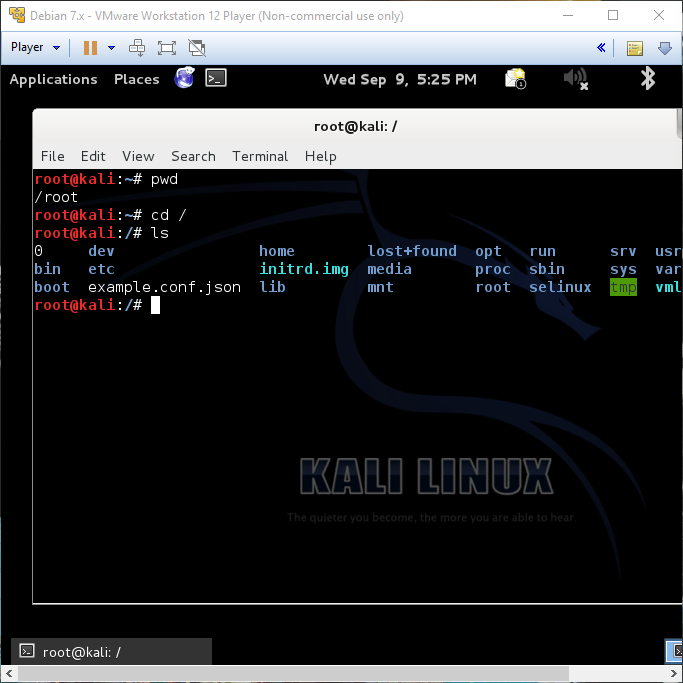 Debian 7.x - VMware Workstation 12 Player (Non-commercial use only)
Player
Applications Places Wed Sep 9, 5:25 PM 1
root@kali: /
File Edit View Search Terminal Help
root@kali:~# pwd
/root
root@kali:~# cd /
root@kali:/# ls
0 dev home lost+found opt run srv usr
bin etc initrd.img media proc sbin sys var
boot example.conf.json lib mnt root selinux tmp vml
root@kali:/#
KALI LINUX
The quieter you become, the more you are able to hear.
root@kali: /